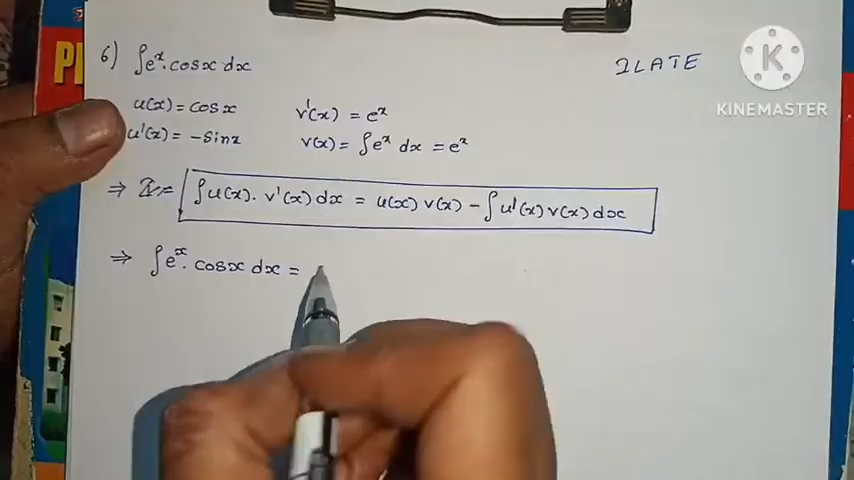 6) ∫eˣ. cosx dx
ILATE
K
KINEMASTER
u(x) = cosx v'(x) = eˣ
u'(x) = -sinx v(x) = ∫eˣ dx = eˣ
⇒ I = ∫u(x). v'(x) dx = u(x) v(x) - ∫u'(x) v(x) dx
⇒ ∫eˣ. cosx dx =